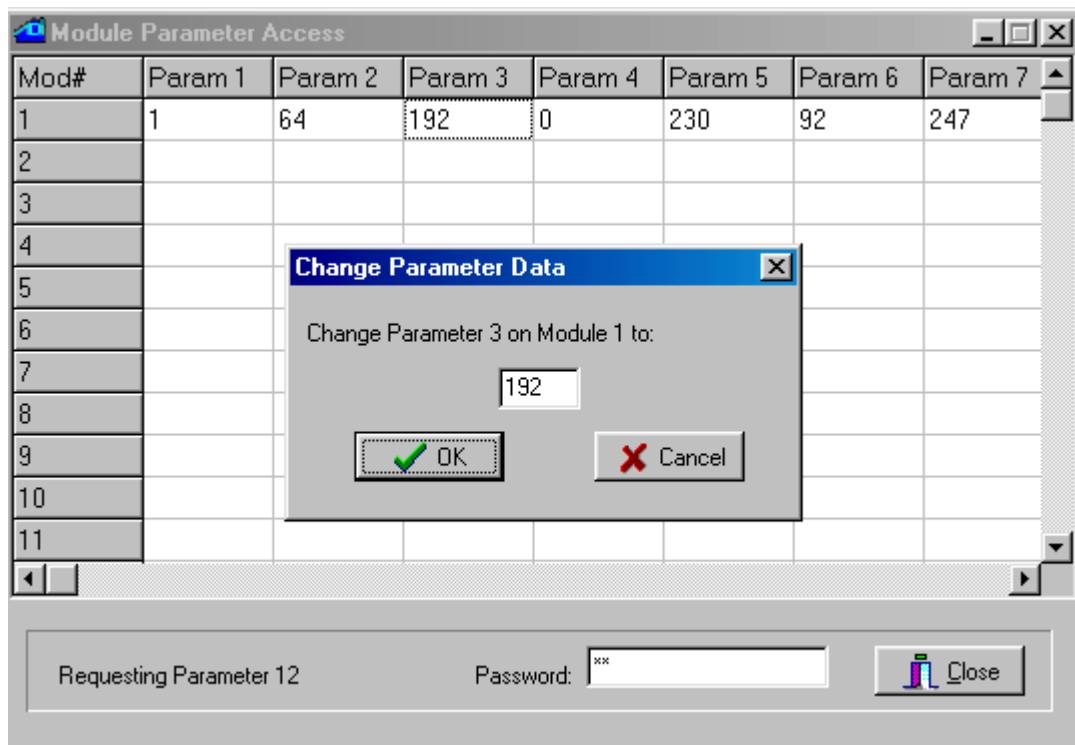 Module Parameter Access
Mod# Param 1 Param 2 Param 3 Param 4 Param 5 Param 6 Param 7
1 1 64 192 0 230 92 247
2
3
4
5
6
7
8
9
10
11
Change Parameter Data
Change Parameter 3 on Module 1 to:
192
OK Cancel
Requesting Parameter 12 Password: ** Close